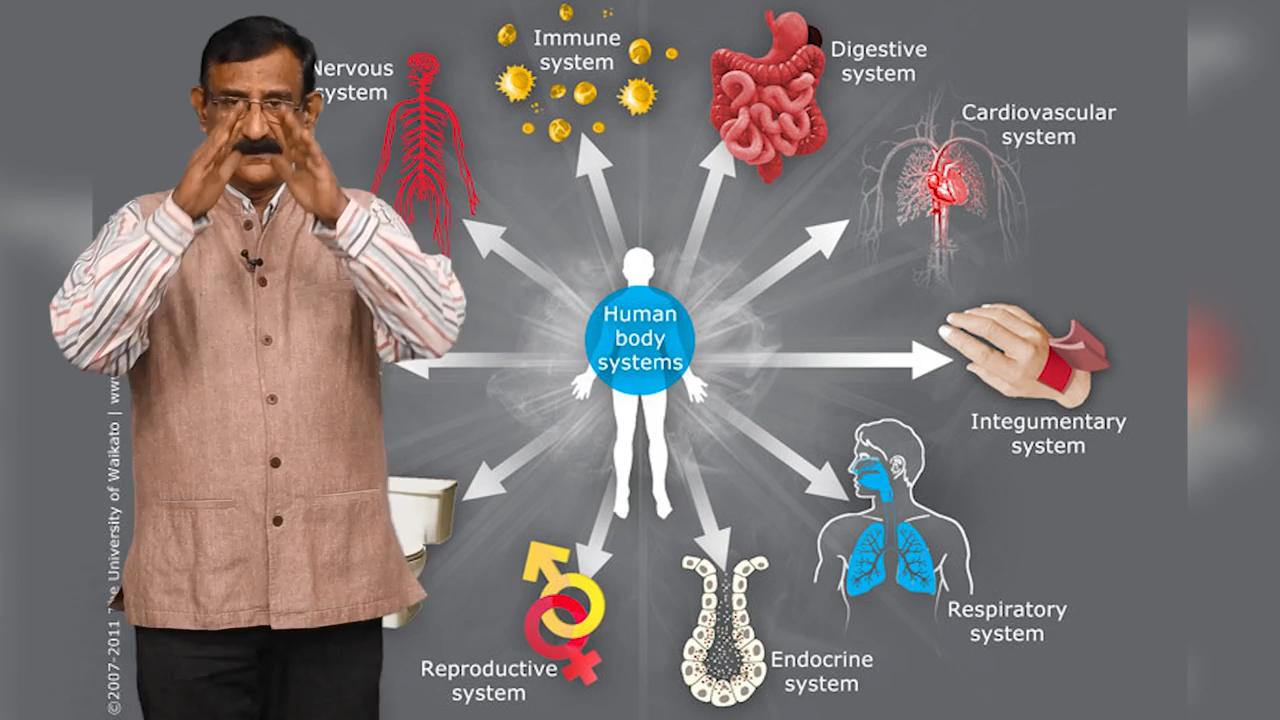 Nervous
system
Immune
system
Digestive
system
Cardiovascular
system
Human
body
systems
Integumentary
system
Respiratory
system
Endocrine
system
Reproductive
system
©2007-2011 The University of Waikato |